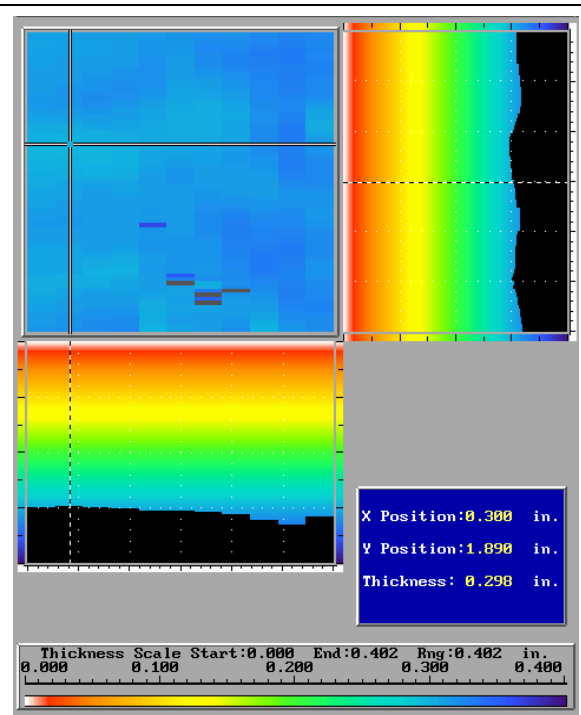 X Position:0.300 in.
Y Position:1.890 in.
Thickness: 0.298 in.
Thickness Scale Start:0.000 End:0.402 Rng:0.402 in.
0.000 0.100 0.200 0.300 0.400